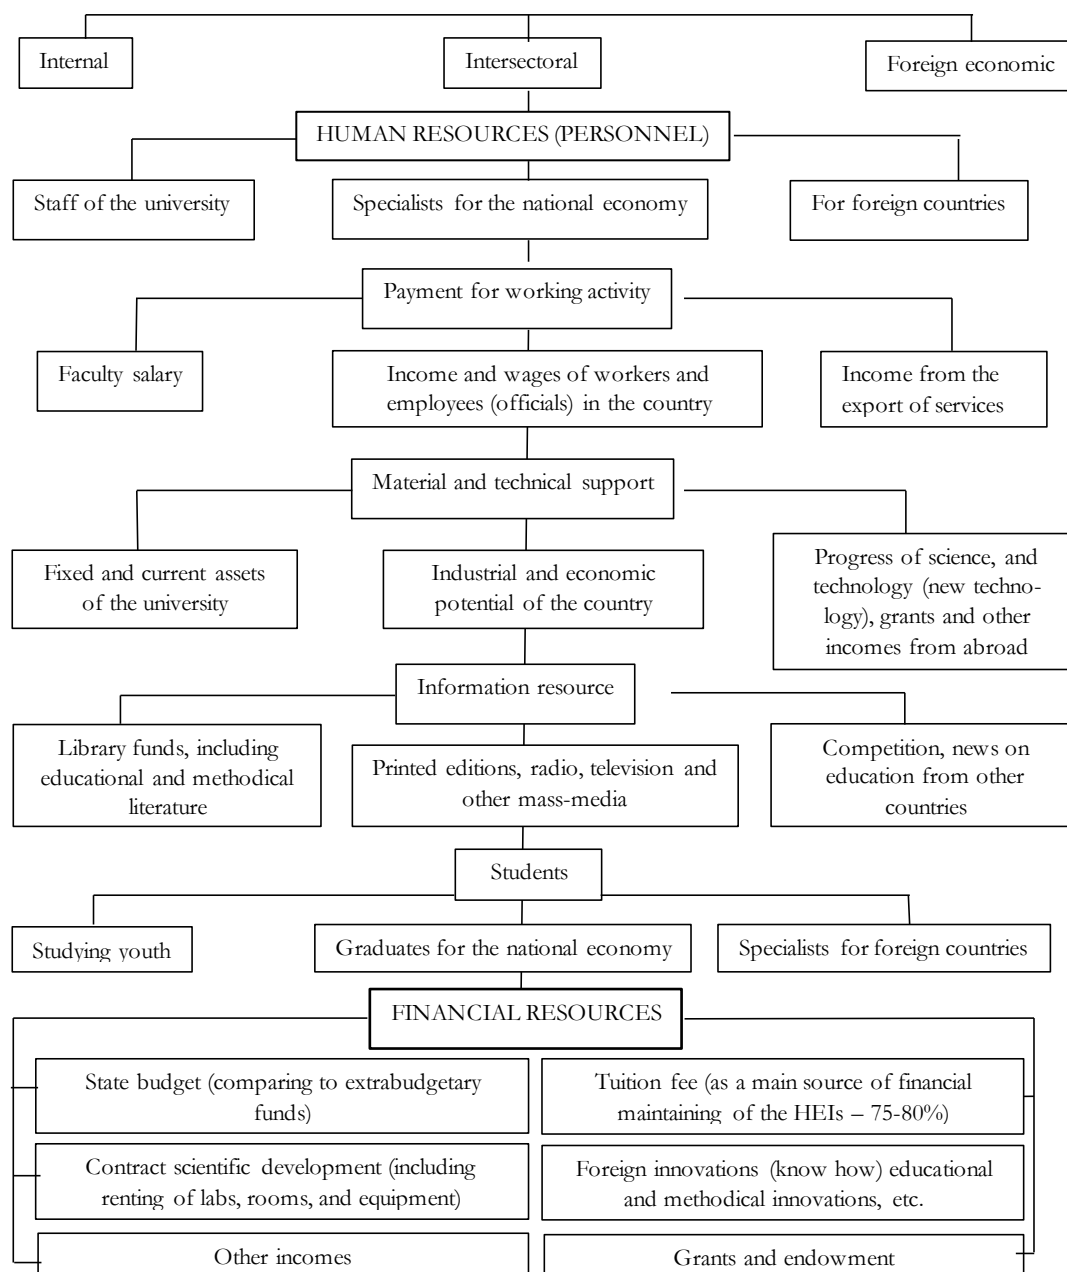 Internal
Intersectoral
Foreign economic
HUMAN RESOURCES (PERSONNEL)
Staff of the university
Specialists for the national economy
For foreign countries
Payment for working activity
Faculty salary
Income and wages of workers and
employees (officials) in the country
Income from the
export of services
Material and technical support
Fixed and current assets
of the university
Industrial and economic
potential of the country
Progress of science, and
technology (new techno-
logy), grants and other
incomes from abroad
Information resource
Library funds, including
educational and methodical
literature
Printed editions, radio, television and
other mass-media
Competition, news on
education from other
countries
Students
Studying youth
Graduates for the national economy
Specialists for foreign countries
FINANCIAL RESOURCES
State budget (comparing to extrabudgetary
funds)
Tuition fee (as a main source of financial
maintaining of the HEIs – 75-80%)
Contract scientific development (including
renting of labs, rooms, and equipment)
Foreign innovations (know how) educational
and methodical innovations, etc.
Other incomes
Grants and endowment